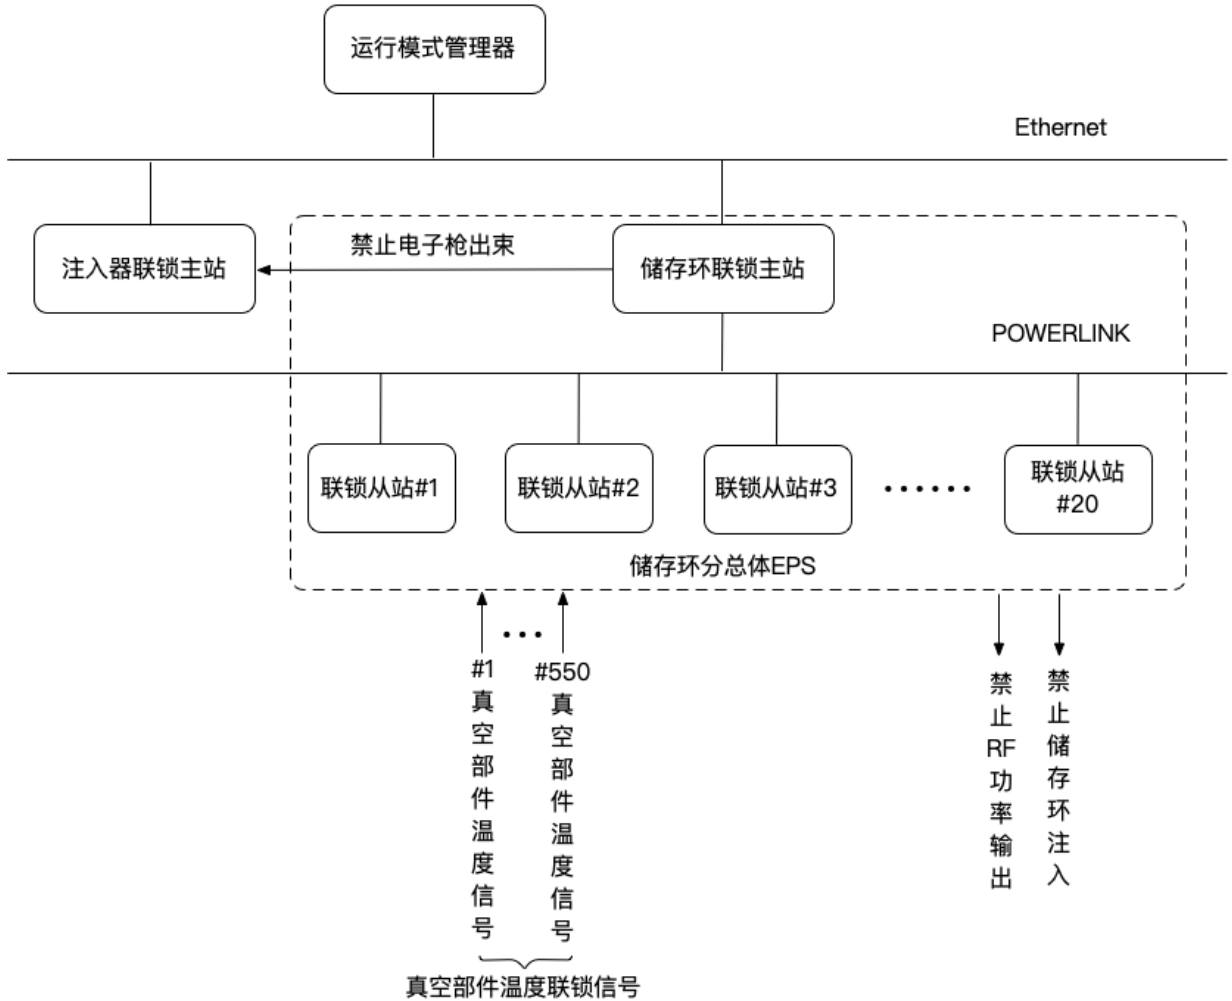 运行模式管理器
Ethernet
注入器联锁主站
禁止电子枪出束
储存环联锁主站
POWERLINK
联锁从站#1
联锁从站#2
联锁从站#3
······
联锁从站
#20
储存环分总体EPS
#1真空部件温度信号
···
#550真空部件温度信号
禁止RF功率输出
禁止储存环注入
真空部件温度联锁信号